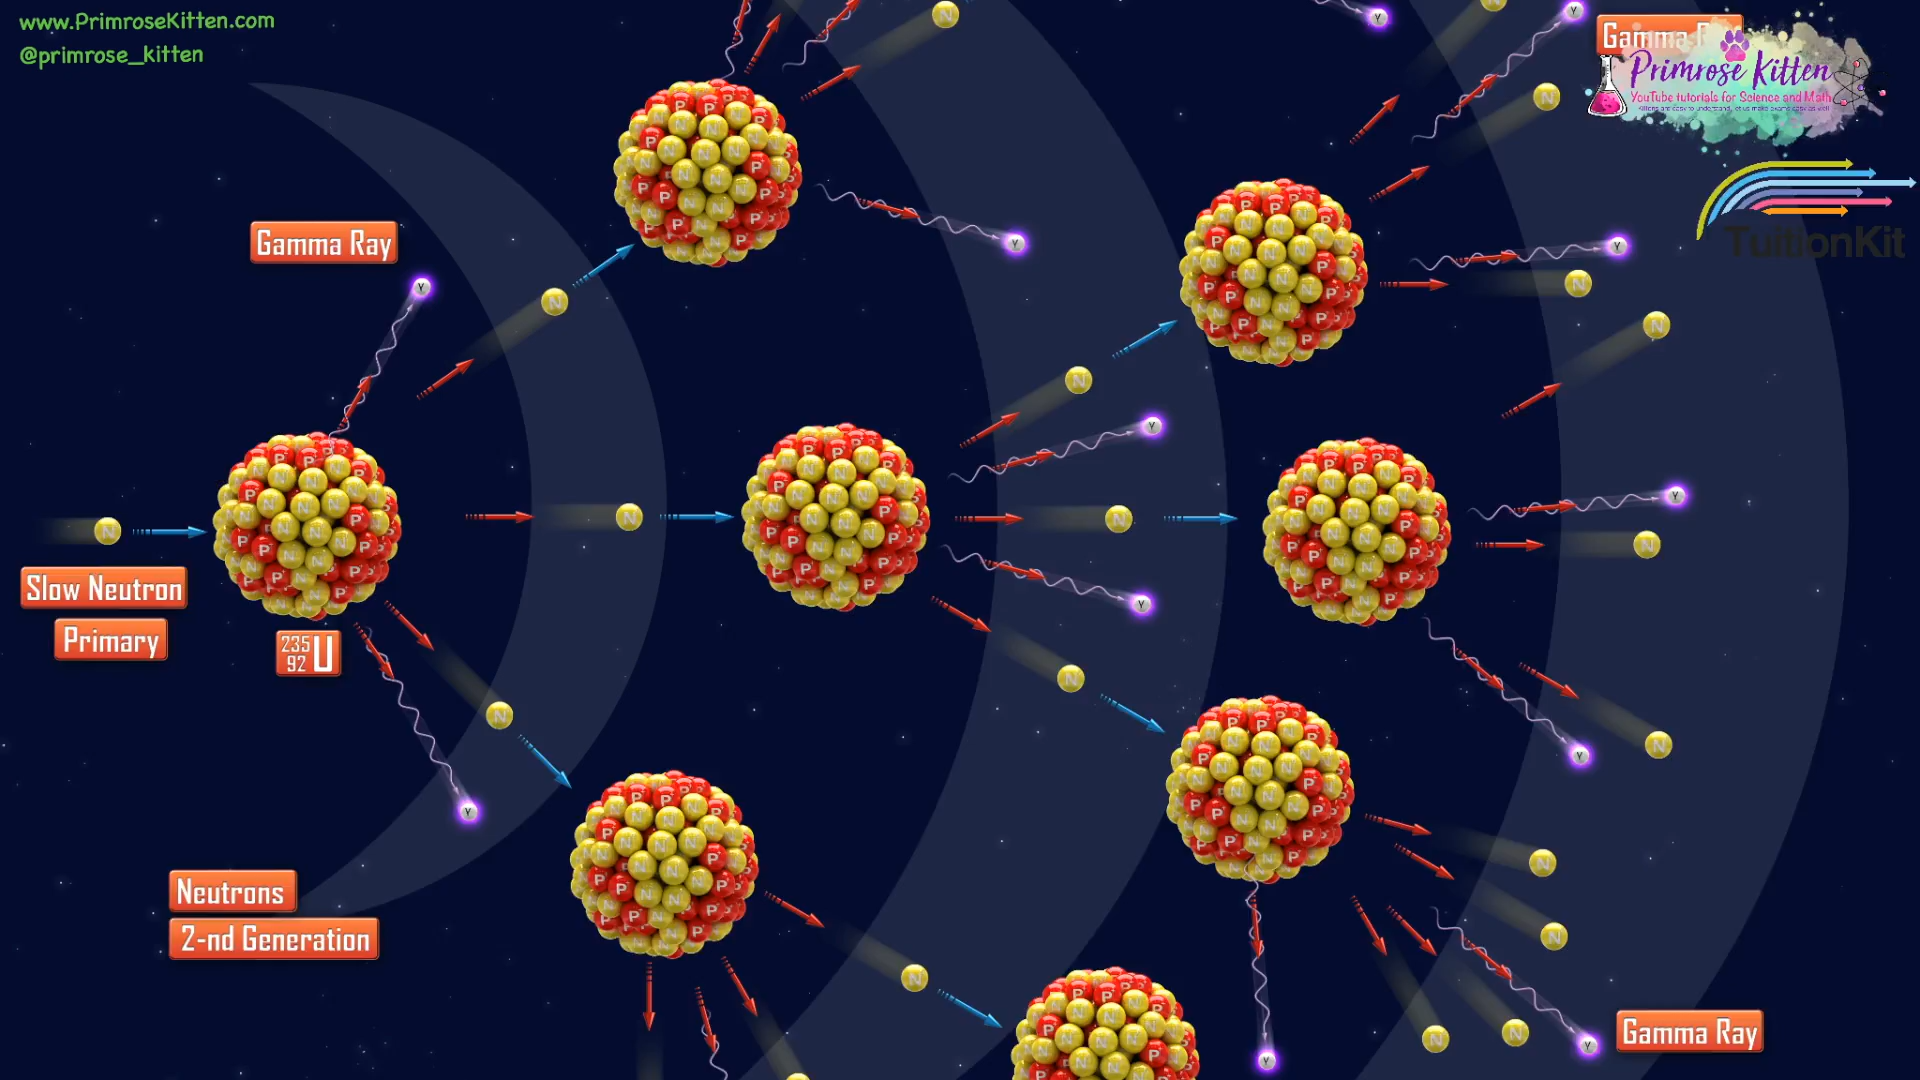 www.PrimroseKitten.com
@primrose_kitten
Gamma
Primrose Kitten
YouTube tutorials for Science and Math
TuitionKit
Gamma Ray
Slow Neutron
Primary
235
92 U
Neutrons
2-nd Generation
Gamma Ray